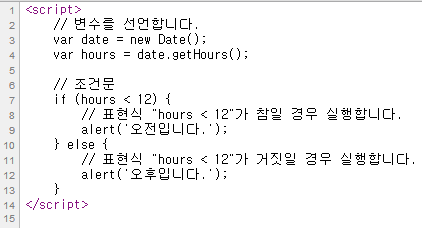 1 <script>
2 // 변수를 선언합니다.
3 var date = new Date();
4 var hours = date.getHours();
5
6 // 조건문
7 if (hours < 12) {
8 // 표현식 "hours < 12"가 참일 경우 실행합니다.
9 alert('오전입니다.');
10 } else {
11 // 표현식 "hours < 12"가 거짓일 경우 실행합니다.
12 alert('오후입니다.');
13 }
14 </script>
15